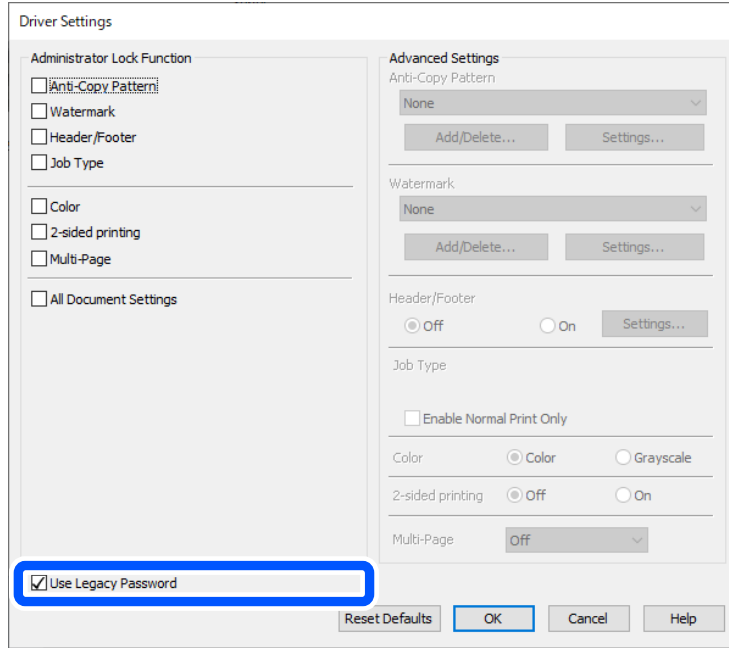 Driver Settings
Administrator Lock Function
Anti-Copy Pattern
Watermark
Header/Footer
Job Type
Color
2-sided printing
Multi-Page
All Document Settings
Use Legacy Password
Advanced Settings
Anti-Copy Pattern
None
Add/Delete... Settings...
Watermark
None
Add/Delete... Settings...
Header/Footer
Off On Settings...
Job Type
Enable Normal Print Only
Color Color Grayscale
2-sided printing Off On
Multi-Page Off
Reset Defaults OK Cancel Help